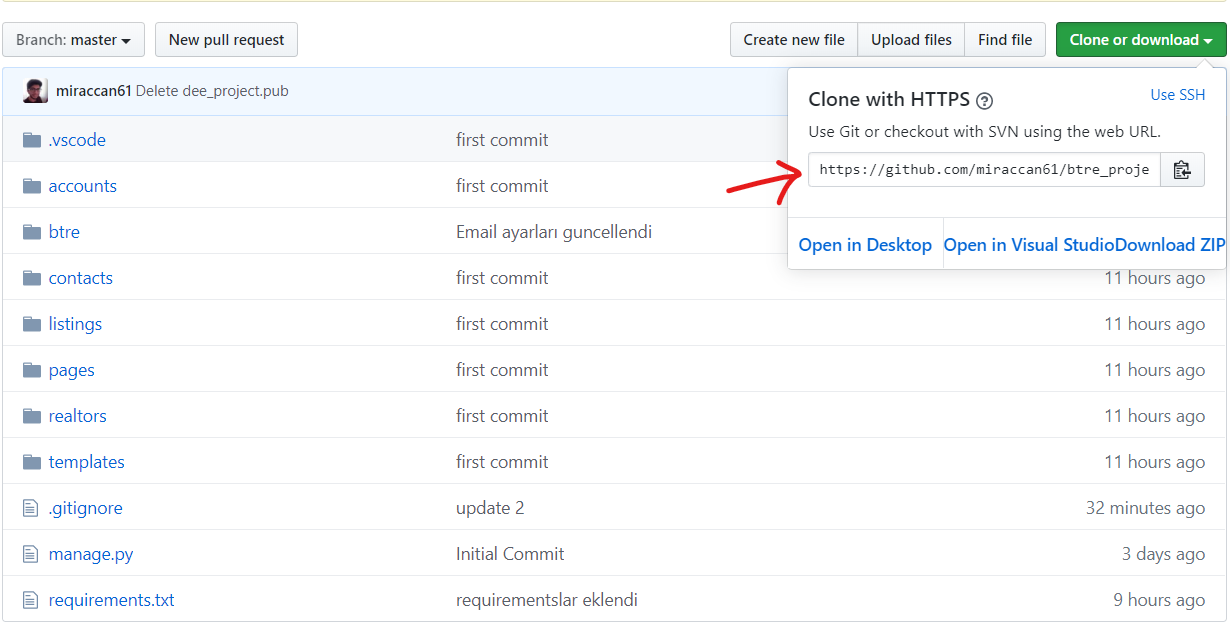 Branch: master New pull request Create new file Upload files Find file Clone or download
miraccan61 Delete dee_project.pub
Clone with HTTPS ? Use SSH
Use Git or checkout with SVN using the web URL.
https://github.com/miraccan61/btre_proje
Open in Desktop Open in Visual Studio Download ZIP
.vscode first commit
accounts first commit
btre Email ayarları guncellendi
contacts first commit 11 hours ago
listings first commit 11 hours ago
pages first commit 11 hours ago
realtors first commit 11 hours ago
templates first commit 11 hours ago
.gitignore update 2 32 minutes ago
manage.py Initial Commit 3 days ago
requirements.txt requirementslar eklendi 9 hours ago